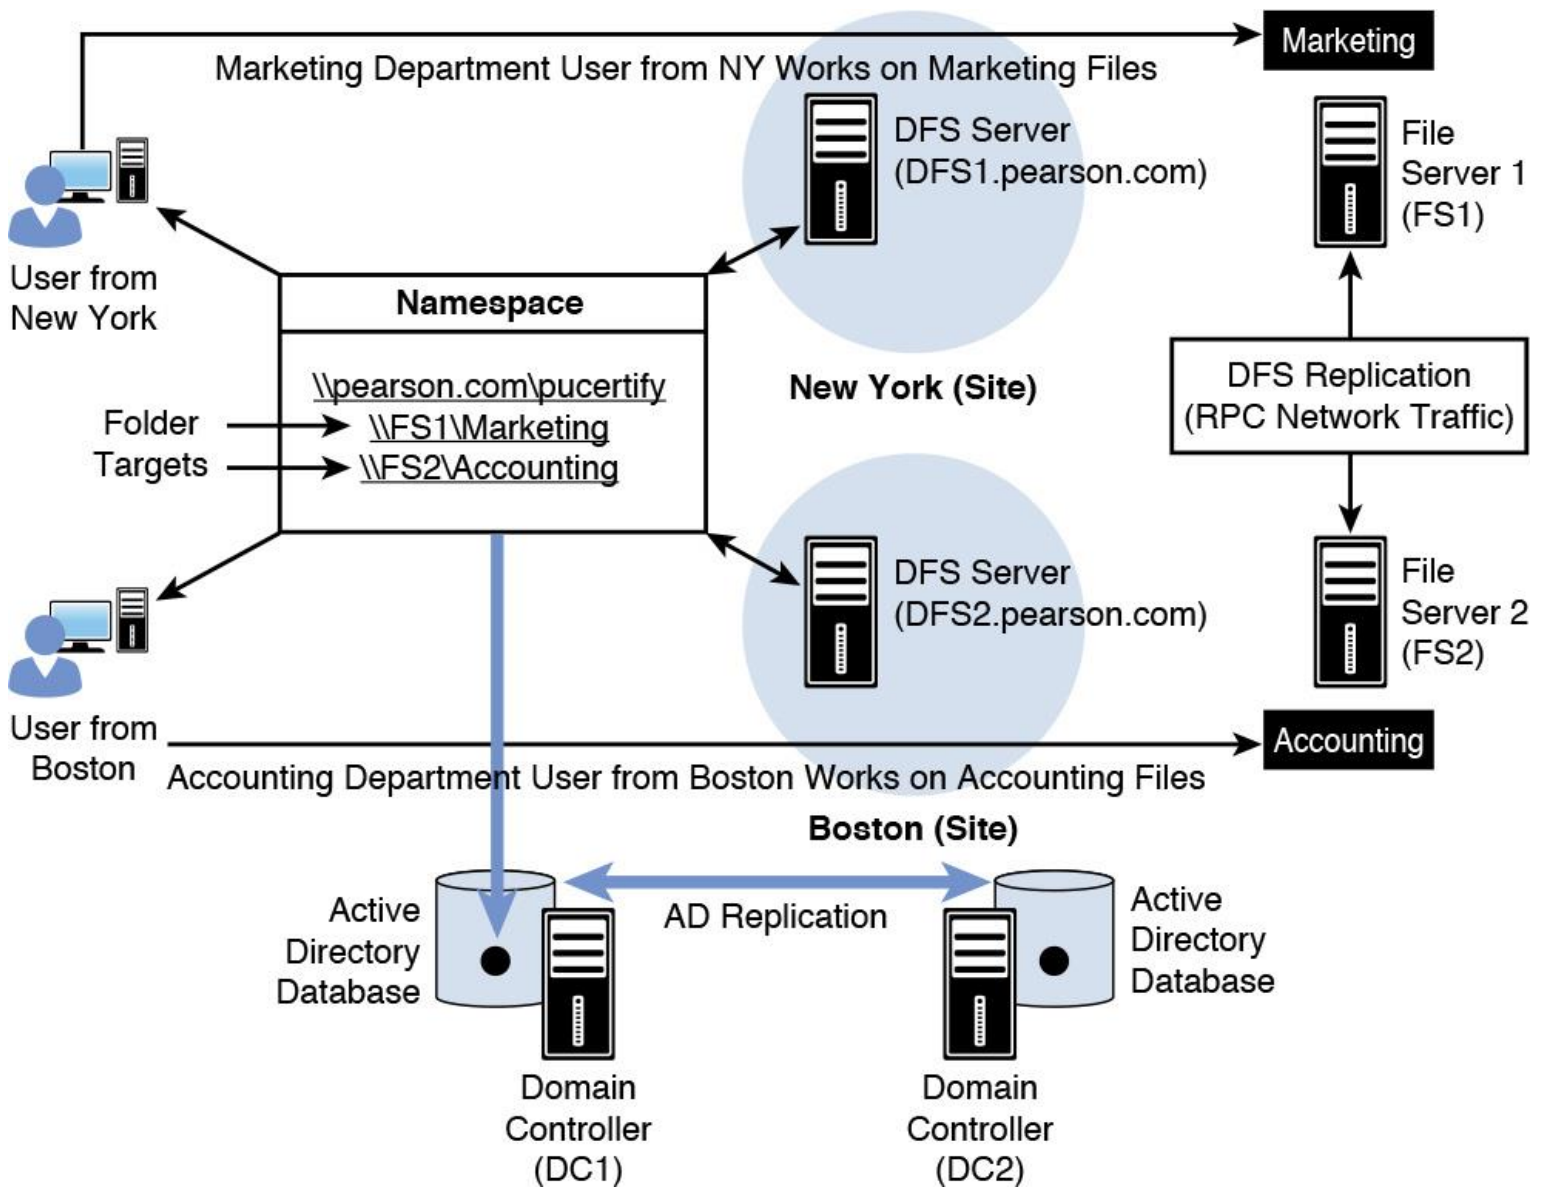 Marketing
Marketing Department User from NY Works on Marketing Files
DFS Server
(DFS1.pearson.com)
File
Server 1
(FS1)
User from
New York
Namespace
\\pearson.com\pucertify
\\FS1\Marketing
\\FS2\Accounting
Folder
Targets
New York (Site)
DFS Replication
(RPC Network Traffic)
DFS Server
(DFS2.pearson.com)
File
Server 2
(FS2)
User from
Boston
Accounting
Accounting Department User from Boston Works on Accounting Files
Boston (Site)
Active
Directory
Database
AD Replication
Active
Directory
Database
Domain
Controller
(DC1)
Domain
Controller
(DC2)